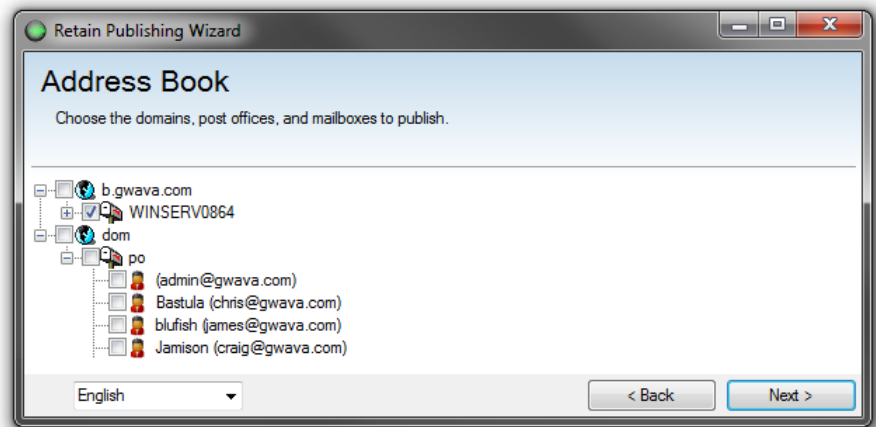 Retain Publishing Wizard
Address Book
Choose the domains, post offices, and mailboxes to publish.
b.gwava.com
WINSERV0864
dom
po
(admin@gwava.com)
Bastula (chris@gwava.com)
blufish (james@gwava.com)
Jamison (craig@gwava.com)
English < Back Next >